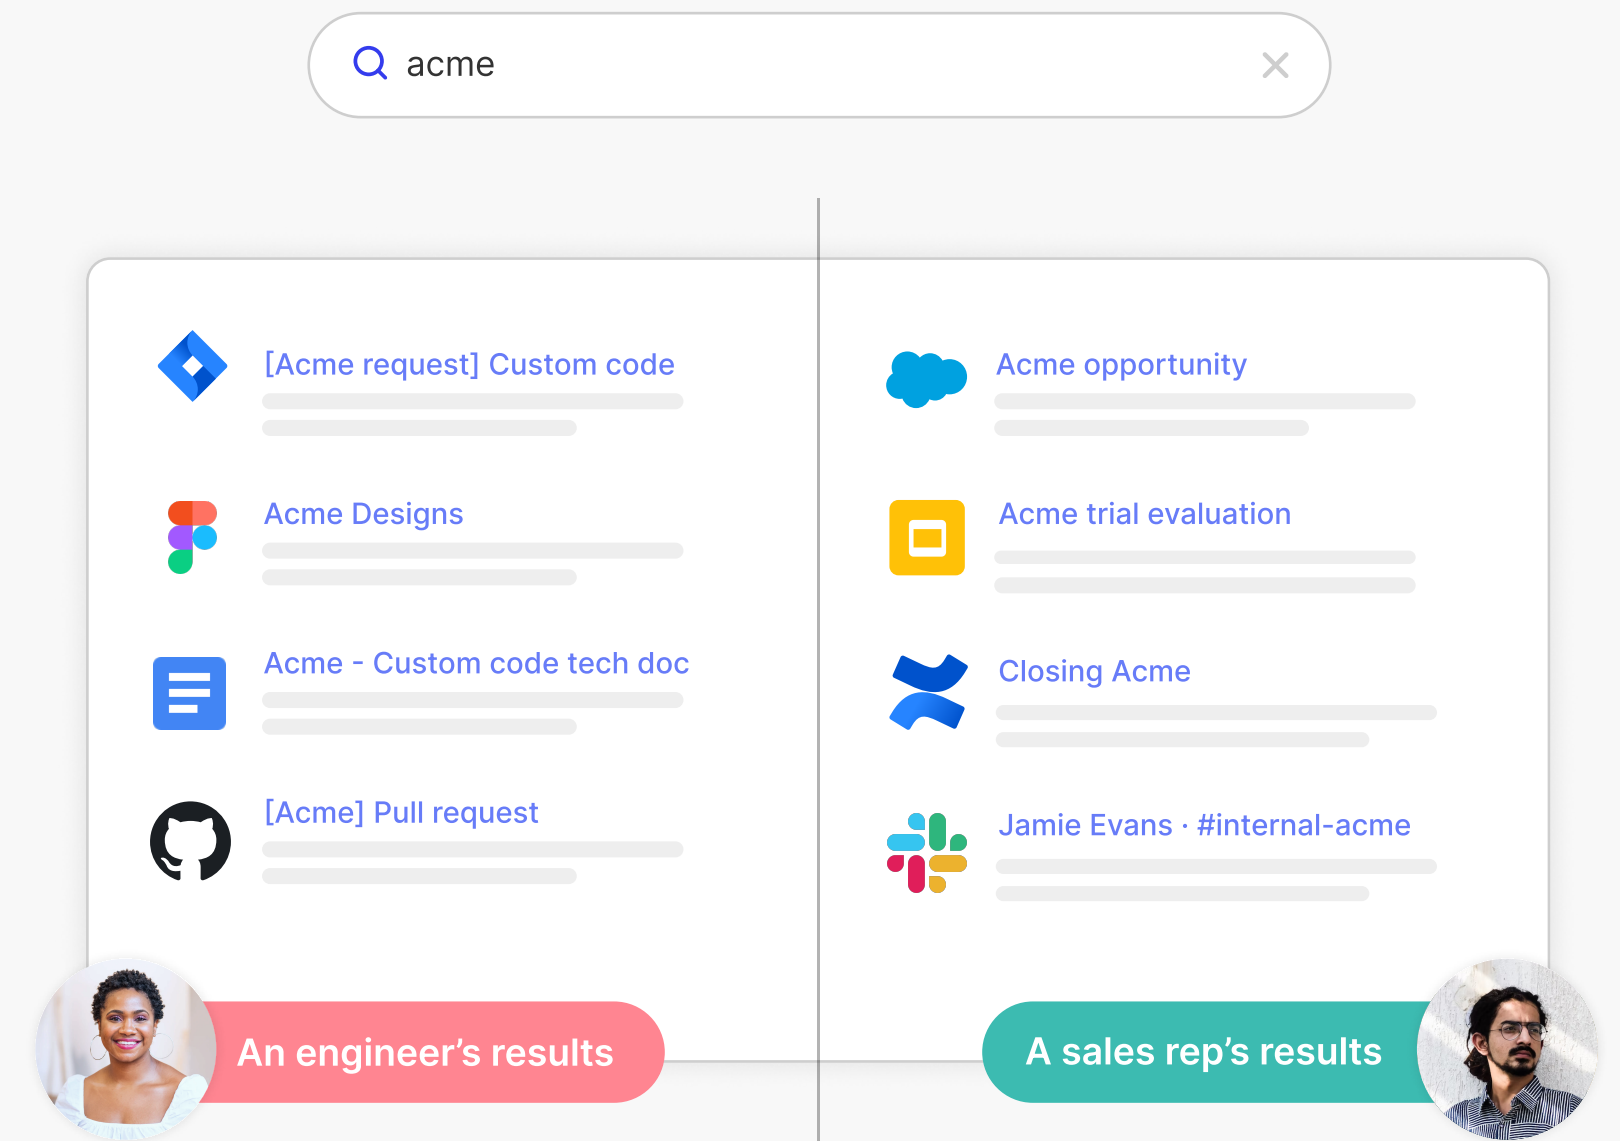 acme
[Acme request] Custom code
Acme Designs
Acme - Custom code tech doc
[Acme] Pull request
An engineer’s results
Acme opportunity
Acme trial evaluation
Closing Acme
Jamie Evans · #internal-acme
A sales rep’s results